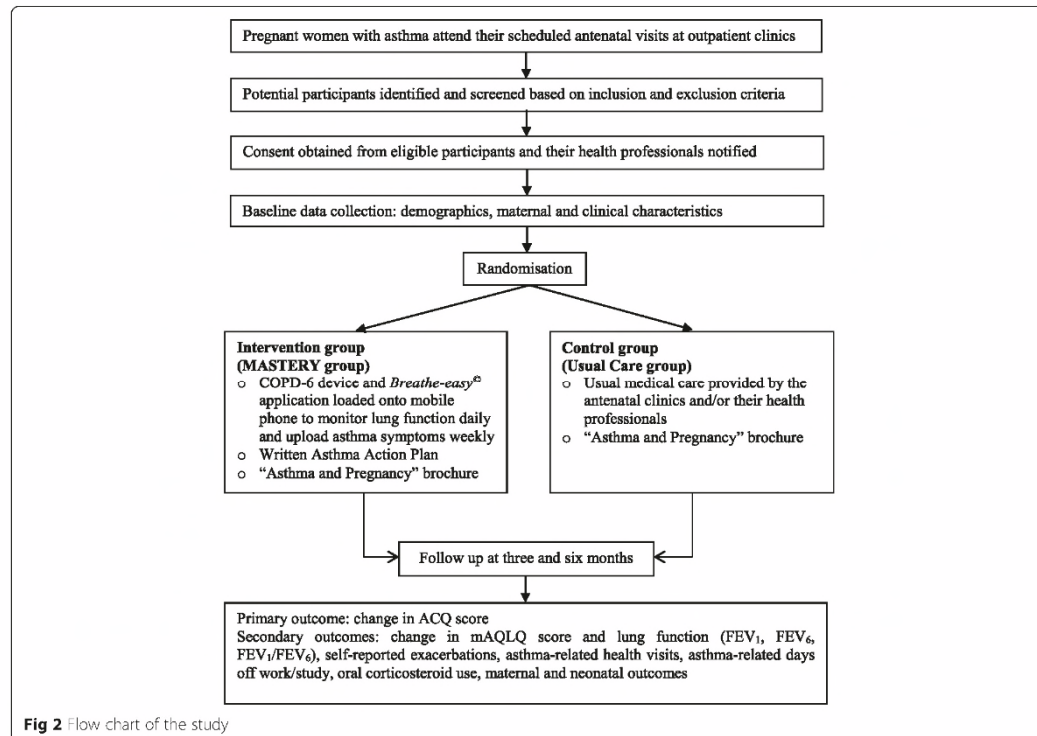 Pregnant women with asthma attend their scheduled antenatal visits at outpatient clinics
Potential participants identified and screened based on inclusion and exclusion criteria
Consent obtained from eligible participants and their health professionals notified
Baseline data collection: demographics, maternal and clinical characteristics
Randomisation
Intervention group
(MASTERY group)
o COPD-6 device and Breathe-easy©
application loaded onto mobile
phone to monitor lung function daily
and upload asthma symptoms weekly
o Written Asthma Action Plan
o “Asthma and Pregnancy” brochure
Control group
(Usual Care group)
o Usual medical care provided by the
antenatal clinics and/or their health
professionals
o “Asthma and Pregnancy” brochure
Follow up at three and six months
Primary outcome: change in ACQ score
Secondary outcomes: change in mAQLQ score and lung function (FEV₁, FEV₆,
FEV₁/FEV₆), self-reported exacerbations, asthma-related health visits, asthma-related days
off work/study, oral corticosteroid use, maternal and neonatal outcomes
Fig 2 Flow chart of the study